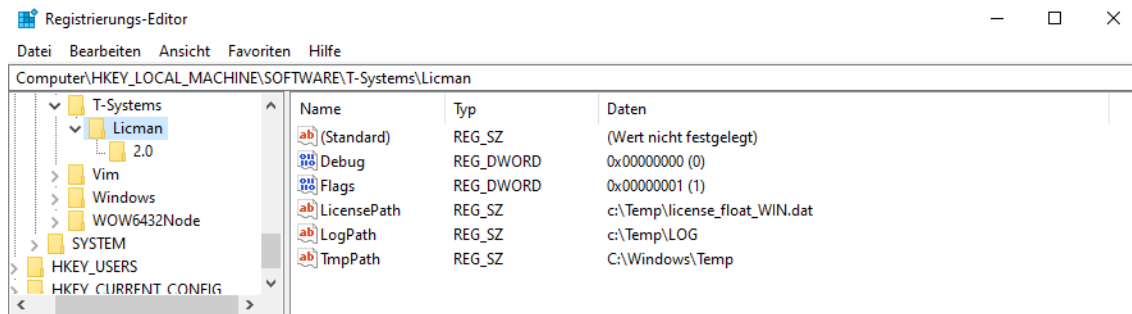 Registrierungs-Editor
Datei Bearbeiten Ansicht Favoriten Hilfe
Computer\HKEY_LOCAL_MACHINE\SOFTWARE\T-Systems\Licman
T-Systems
Licman
2.0
Vim
Windows
WOW6432Node
SYSTEM
HKEY_USERS
HKEY_CURRENT_CONFIG
Name Typ Daten
(Standard) REG_SZ (Wert nicht festgelegt)
Debug REG_DWORD 0x00000000 (0)
Flags REG_DWORD 0x00000001 (1)
LicensePath REG_SZ c:\Temp\license_float_WIN.dat
LogPath REG_SZ c:\Temp\LOG
TmpPath REG_SZ C:\Windows\Temp